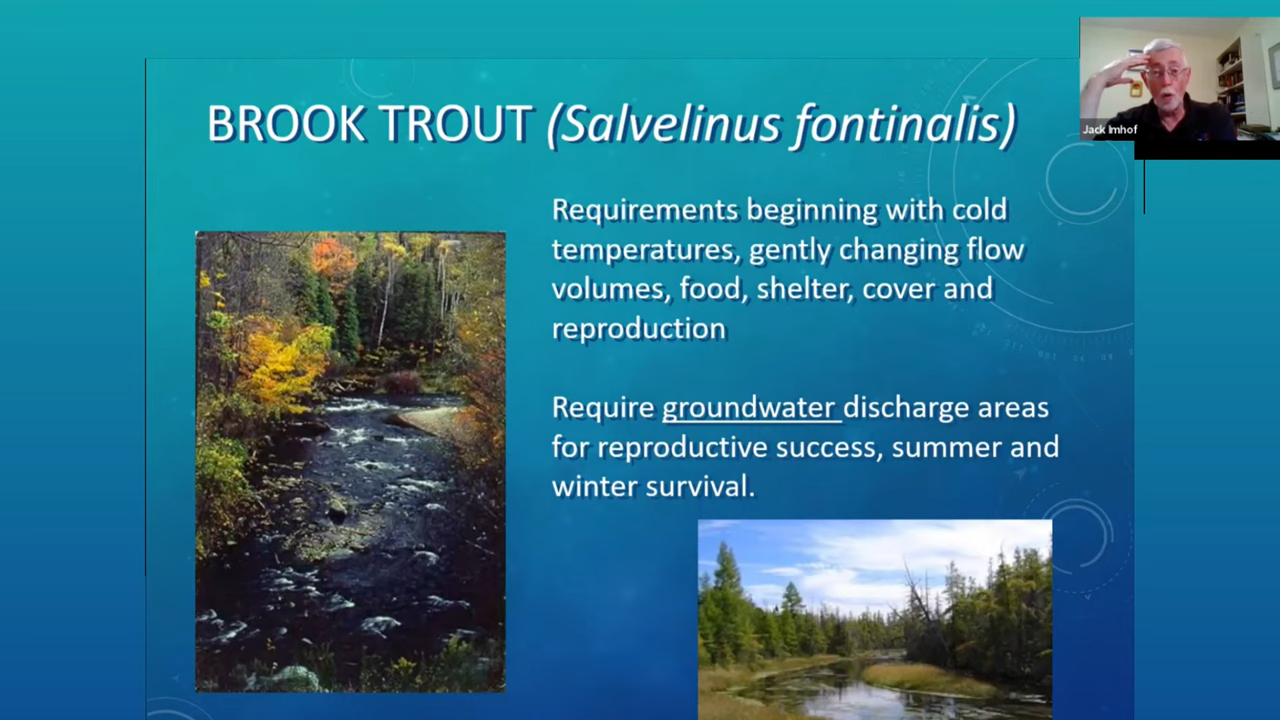 BROOK TROUT (Salvelinus fontinalis)
Jack Imhof
Requirements beginning with cold
temperatures, gently changing flow
volumes, food, shelter, cover and
reproduction
Require groundwater discharge areas
for reproductive success, summer and
winter survival.